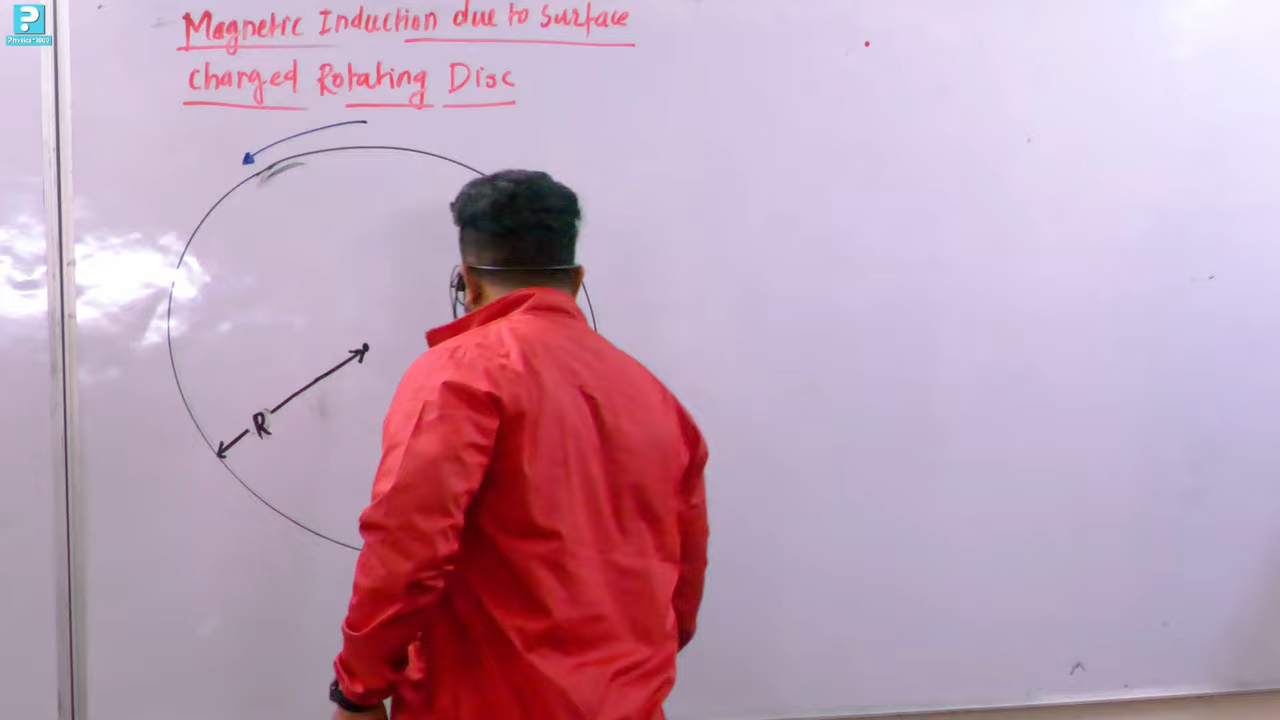 Magnetic Induction due to surface
charged Rotating Disc
R
?